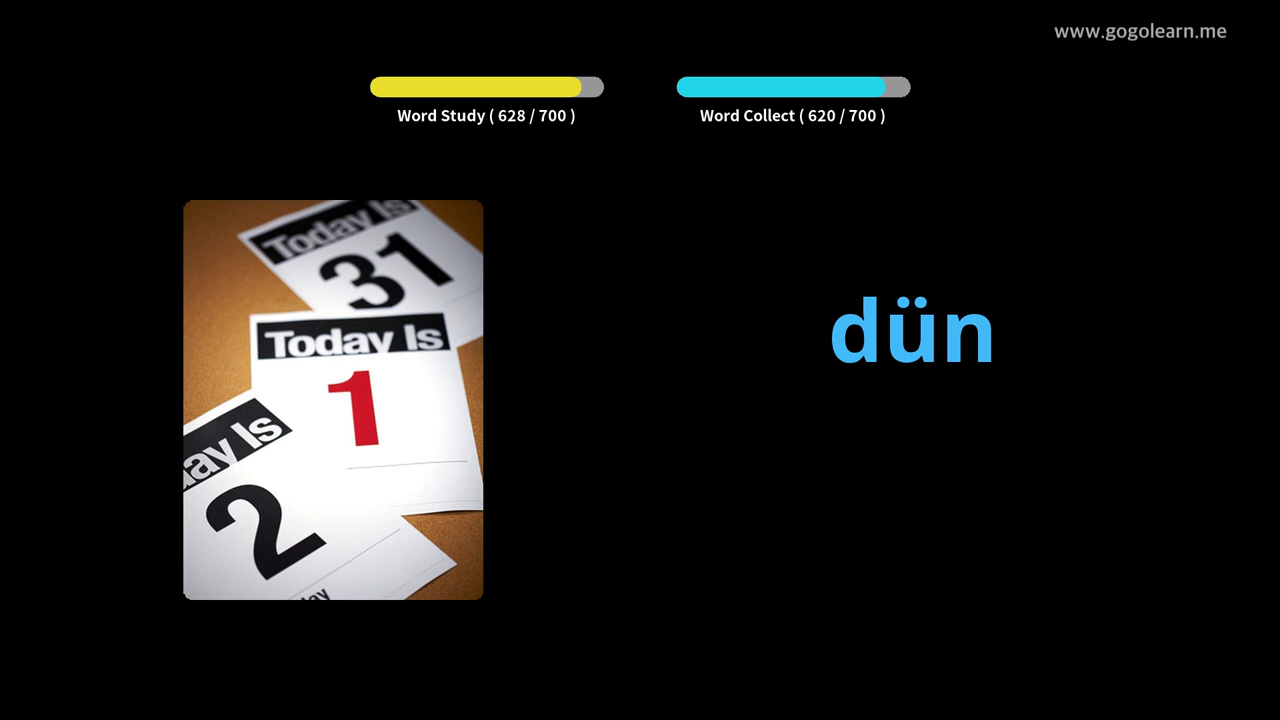 www.gogolearn.me
Word Study ( 628 / 700 )
Word Collect ( 620 / 700 )
Today Is
31
Today Is
1
ay Is
2
ay
dün